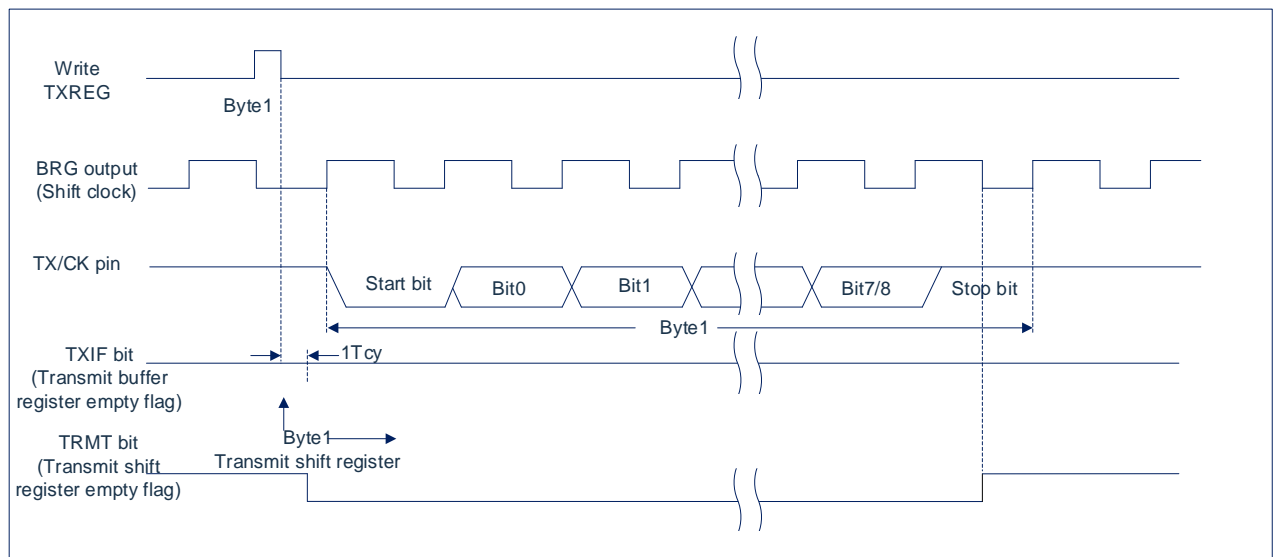 Write
TXREG
Byte1
BRG output
(Shift clock)
TX/CK pin
Start bit
Bit0
Bit1
Bit7/8
Stop bit
Byte1
TXIF bit
(Transmit buffer
register empty flag)
1Tcy
Byte1
Transmit shift register
TRMT bit
(Transmit shift
register empty flag)